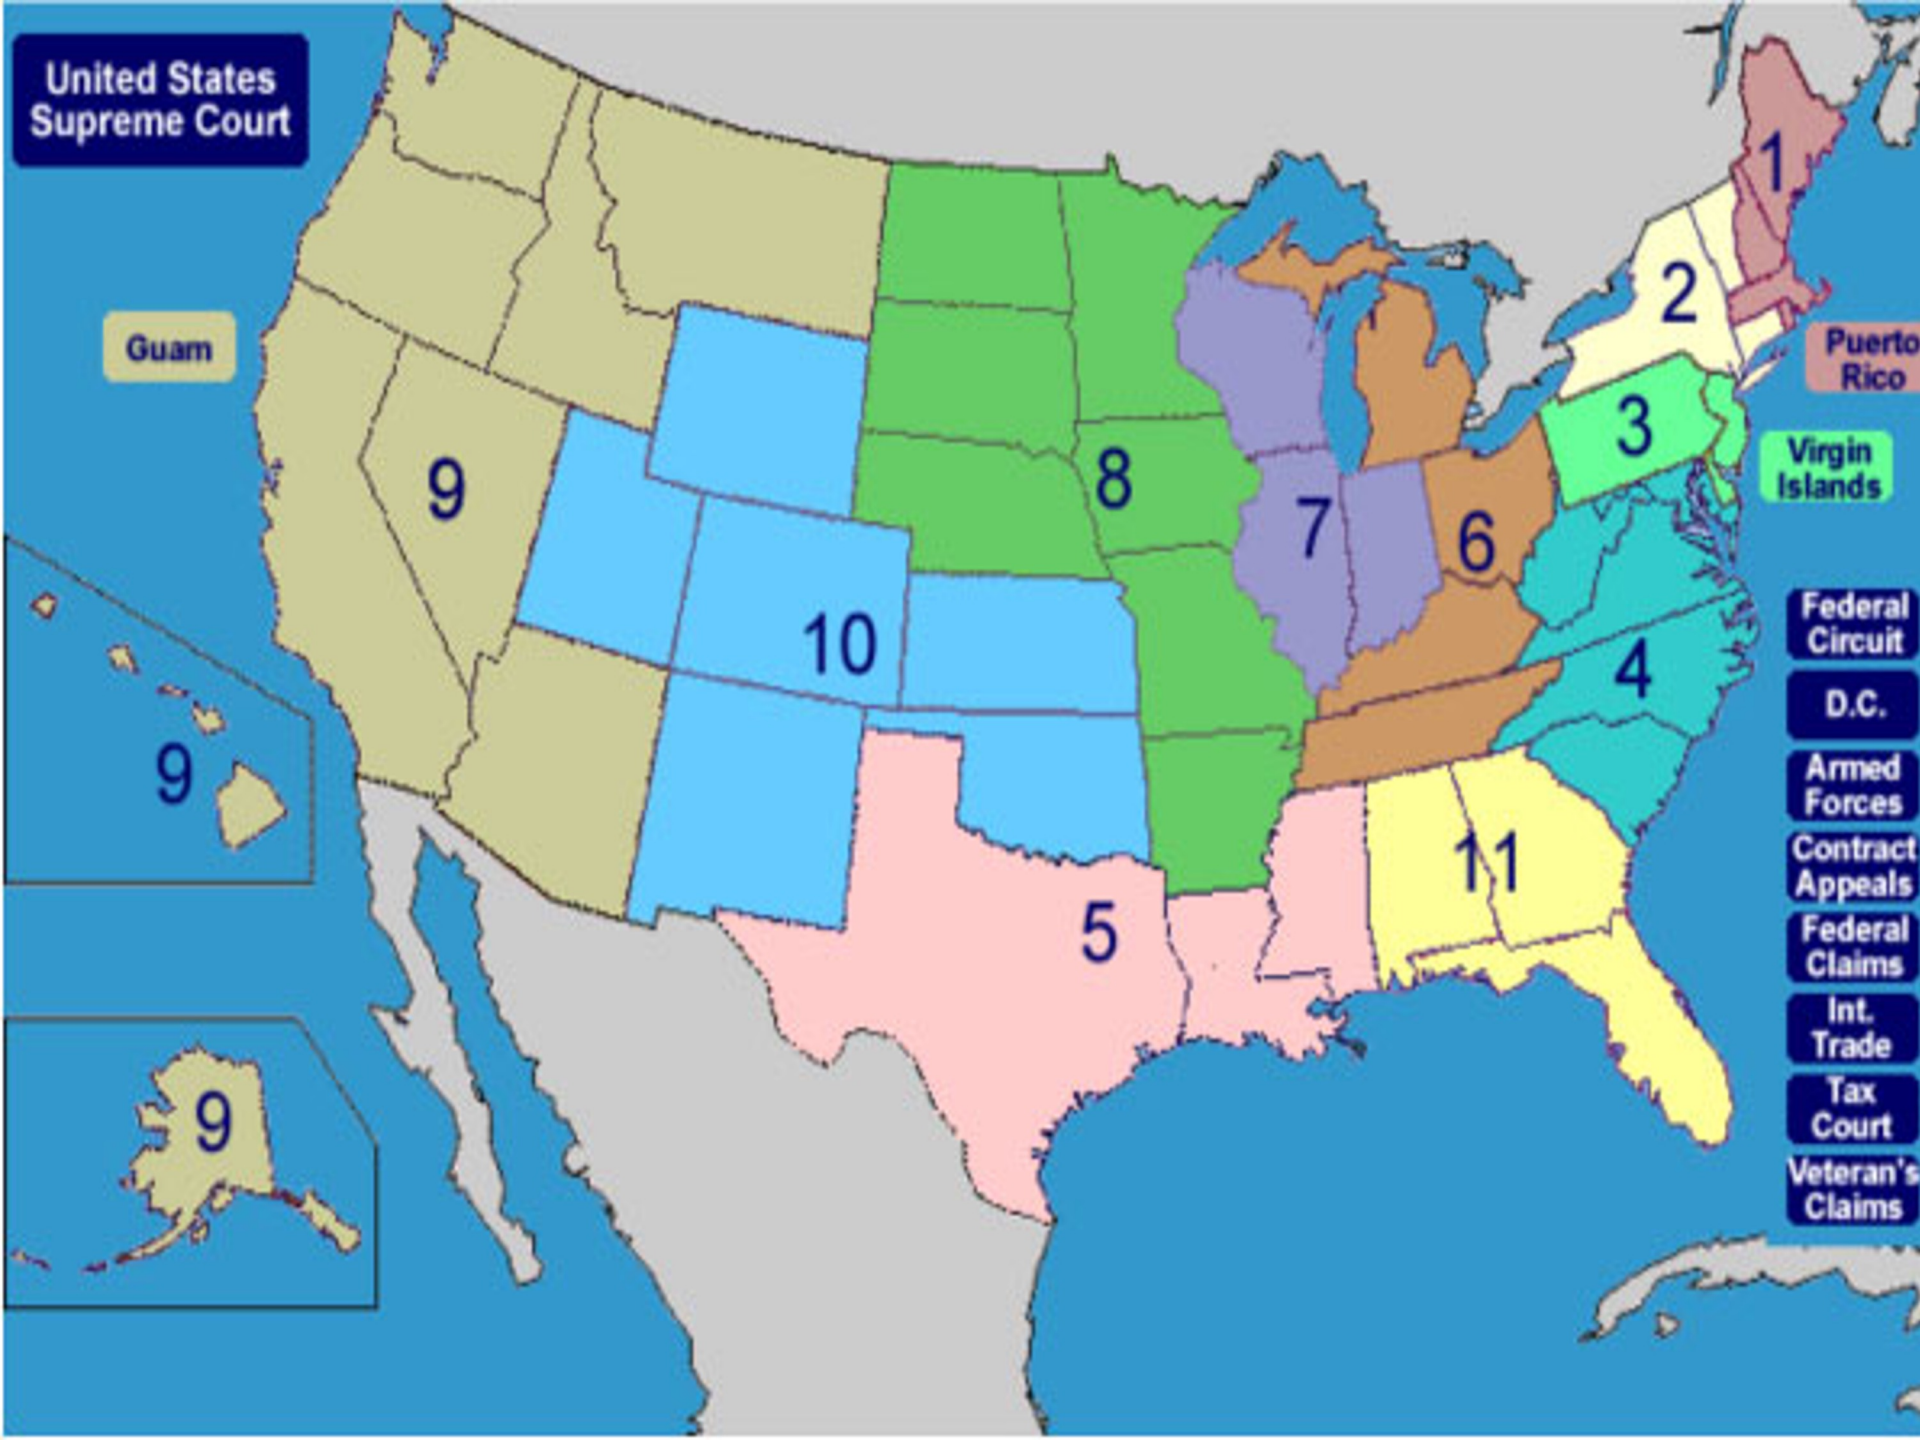 United States
Supreme Court
1
2
Guam
Puerto
Rico
3
Virgin
Islands
9
8
7
6
Federal
Circuit
10
4
D.C.
9
Armed
Forces
11
Contract
Appeals
5
Federal
Claims
Int.
Trade
9
Tax
Court
Veteran's
Claims